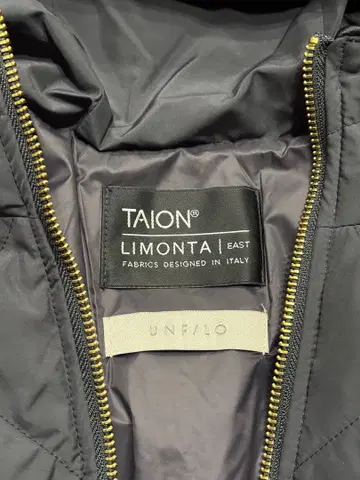 TAION®
LIMONTA | EAST
FABRICS DESIGNED IN ITALY
UNF/LO